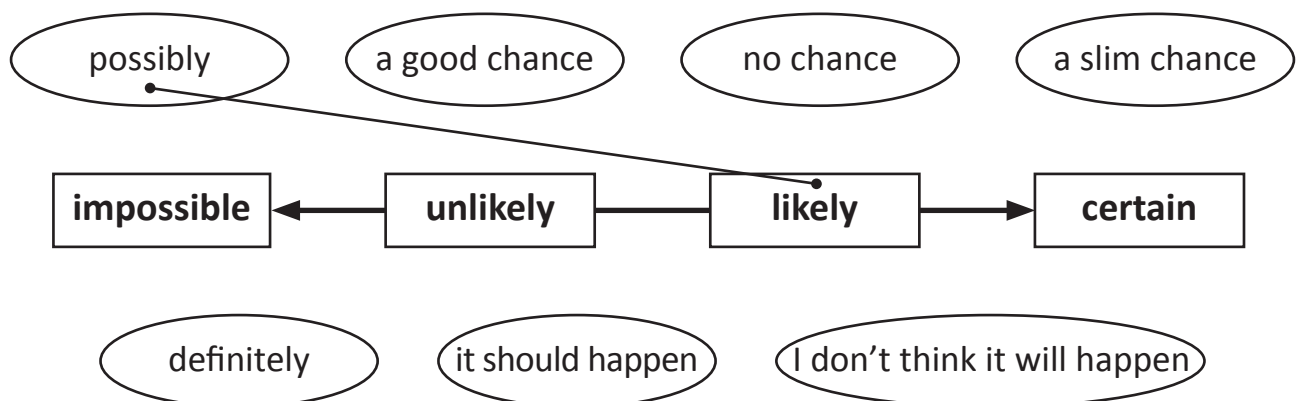 possibly a good chance no chance a slim chance
impossible unlikely likely certain
definitely it should happen I don’t think it will happen